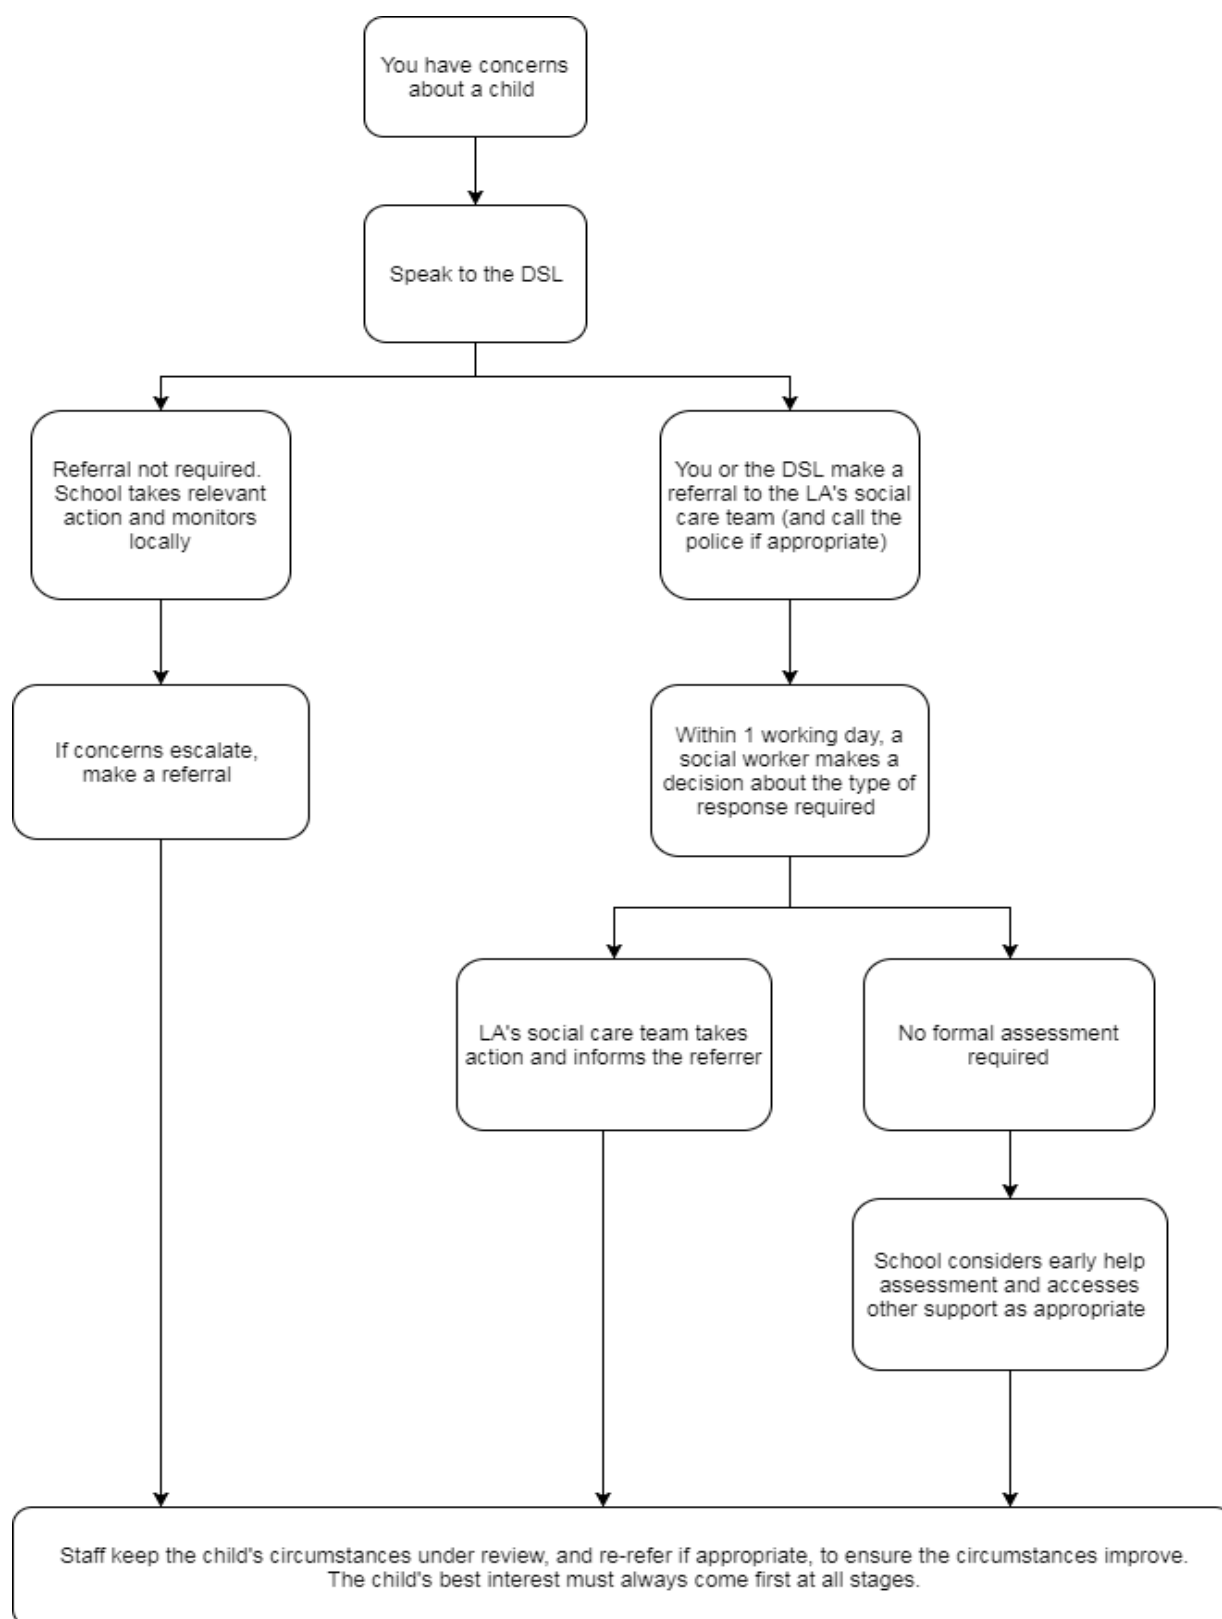 You have concerns
about a child
Speak to the DSL
Referral not required.
School takes relevant
action and monitors
locally
You or the DSL make a
referral to the LA's social
care team (and call the
police if appropriate)
If concerns escalate,
make a referral
Within 1 working day, a
social worker makes a
decision about the type of
response required
LA's social care team takes
action and informs the referrer
No formal assessment
required
School considers early help
assessment and accesses
other support as appropriate
Staff keep the child's circumstances under review, and re-refer if appropriate, to ensure the circumstances improve.
The child's best interest must always come first at all stages.